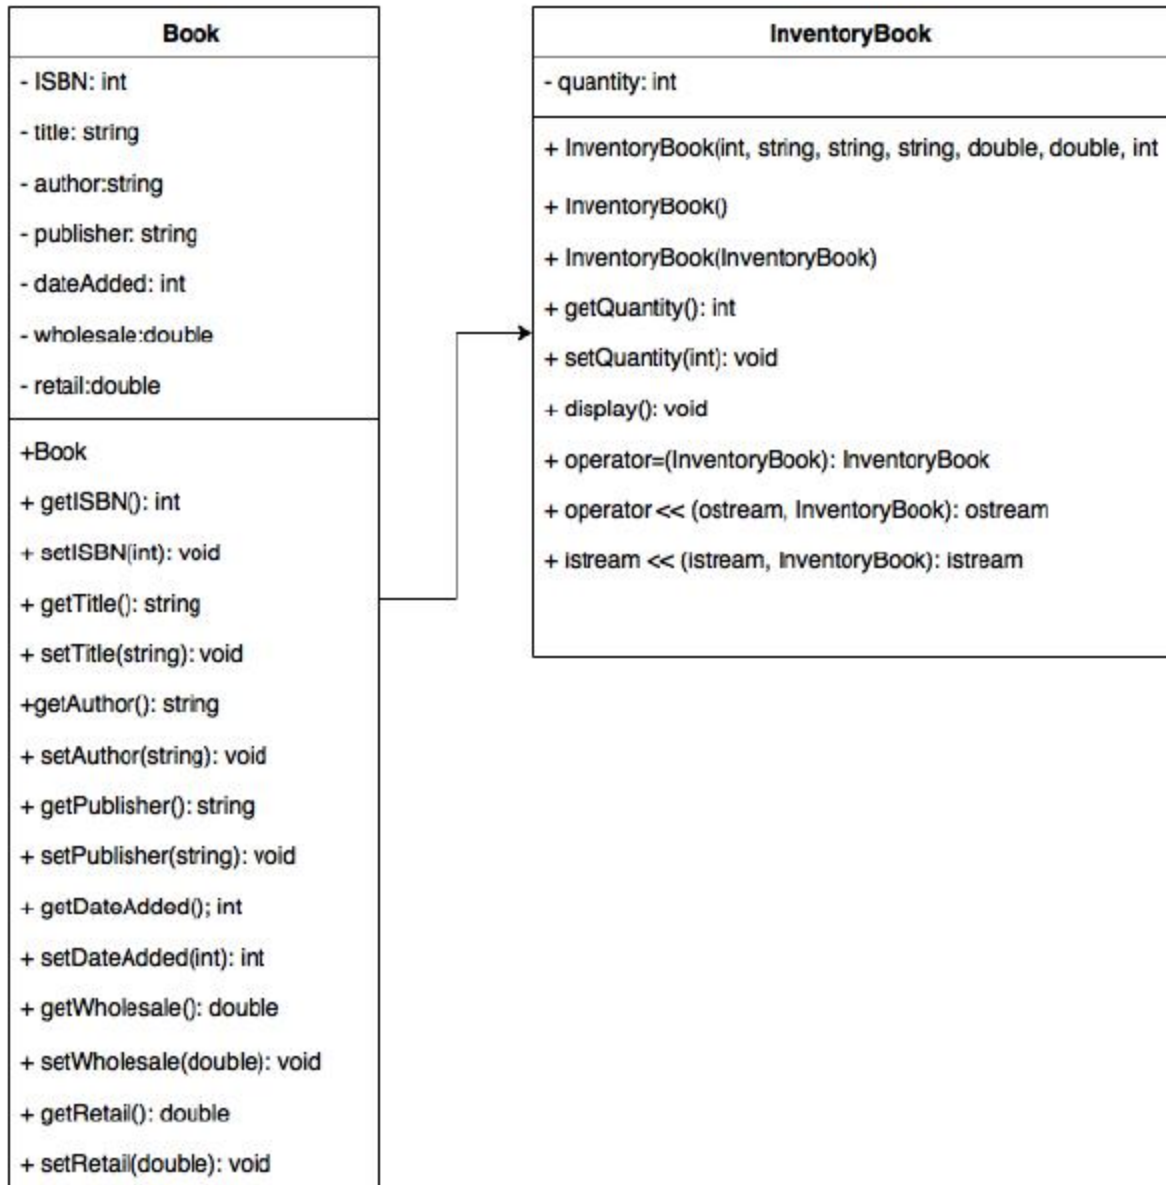 Book
- ISBN: int
- title: string
- author:string
- publisher: string
- dateAdded: int
- wholesale:double
- retail:double
+Book
+ getISBN(): int
+ setISBN(int): void
+ getTitle(): string
+ setTitle(string): void
+getAuthor(): string
+ setAuthor(string): void
+ getPublisher(): string
+ setPublisher(string): void
+ getDateAdded(); int
+ setDateAdded(int): int
+ getWholesale(): double
+ setWholesale(double): void
+ getRetail(): double
+ setRetail(double): void
InventoryBook
- quantity: int
+ InventoryBook(int, string, string, string, double, double, int
+ InventoryBook()
+ InventoryBook(InventoryBook)
+ getQuantity(): int
+ setQuantity(int): void
+ display(): void
+ operator=(InventoryBook): InventoryBook
+ operator << (ostream, InventoryBook): ostream
+ istream << (istream, InventoryBook): istream